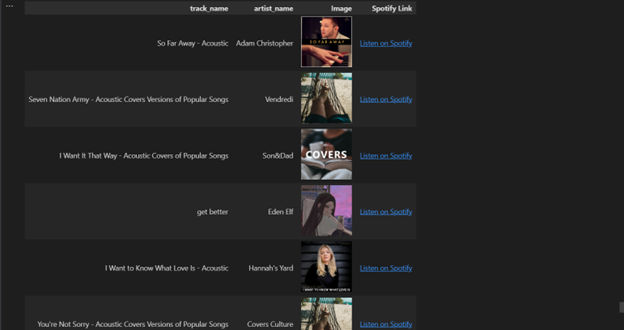 track_name artist_name Image Spotify Link
So Far Away - Acoustic Adam Christopher SO FAR AWAY Listen on Spotify
Seven Nation Army - Acoustic Covers Versions of Popular Songs Vendredi Listen on Spotify
I Want It That Way - Acoustic Covers of Popular Songs Son&Dad COVERS Listen on Spotify
get better Eden Elf Listen on Spotify
I Want to Know What Love Is - Acoustic Hannah's Yard I WANT TO KNOW WHAT LOVE IS Listen on Spotify
You're Not Sorry - Acoustic Covers Versions of Popular Songs Covers Culture Listen on Spotify